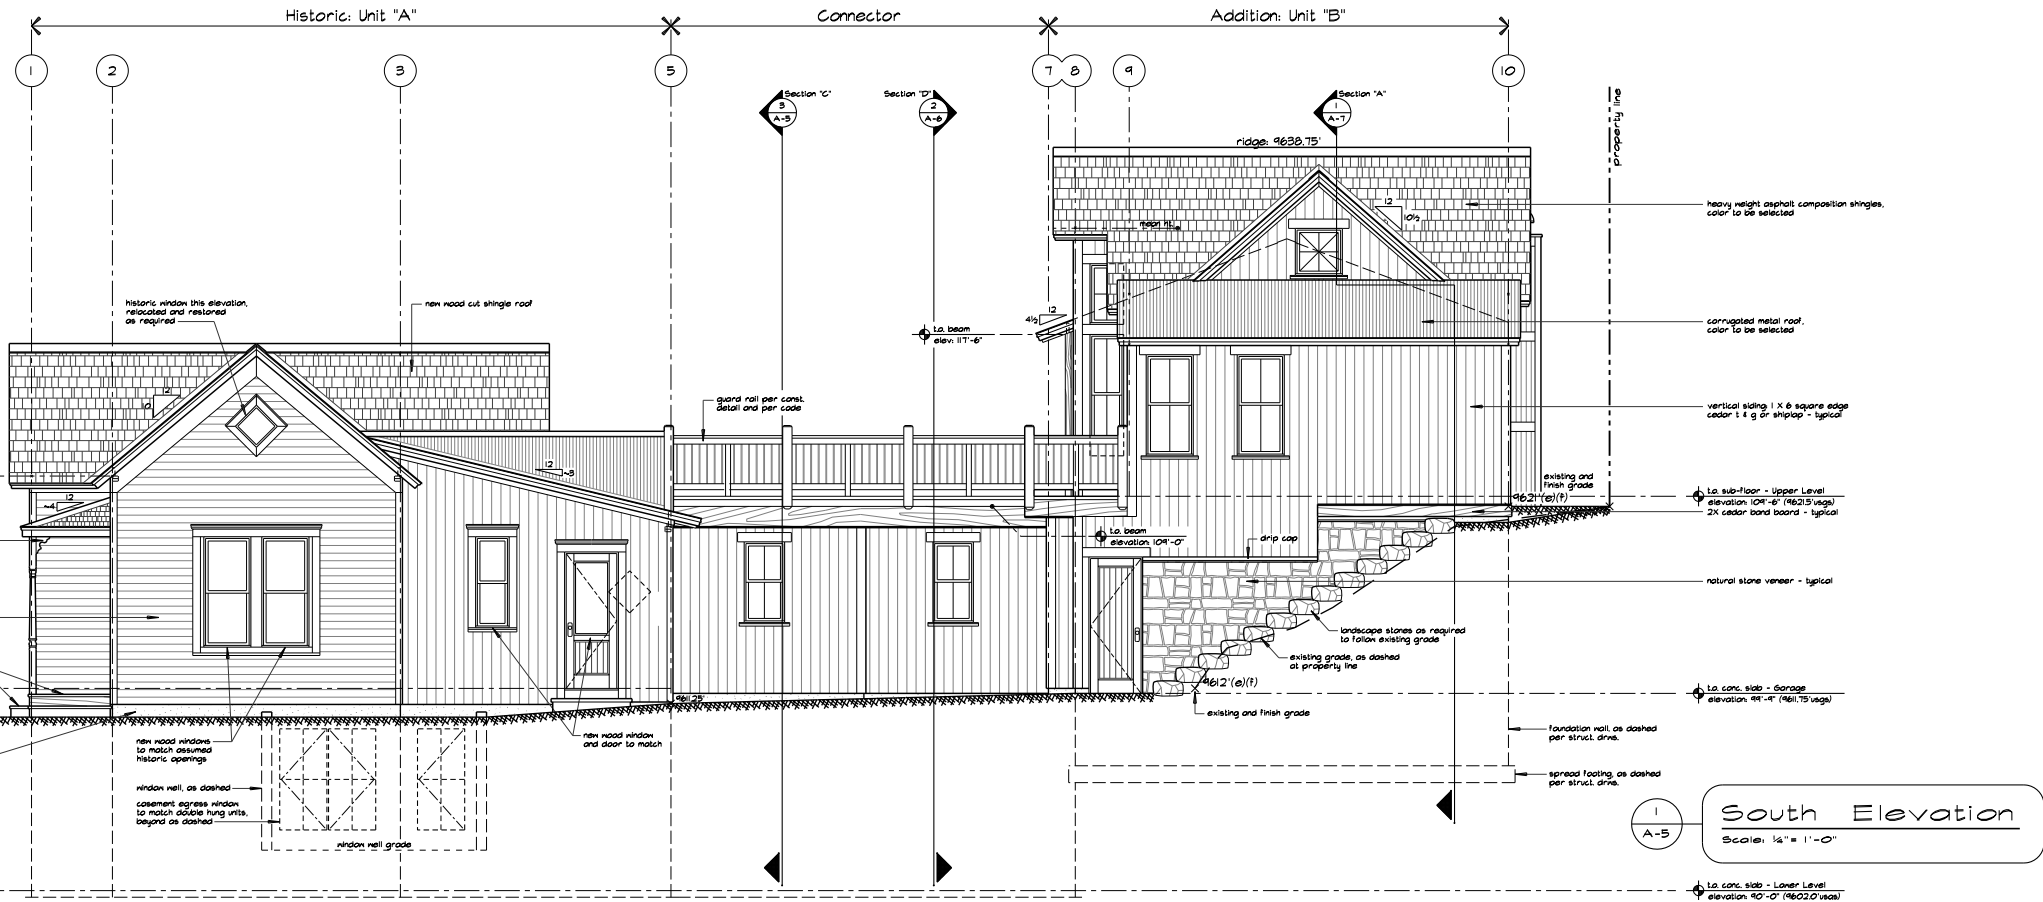 Historic: Unit "A"
Connector
Addition: Unit "B"
1
2
3
5
7
8
9
10
Section "C"
3
A-5
Section "D"
2
A-6
Section "A"
1
A-7
property line
ridge: 9638.75'
mean ht.
12
10½
heavy weight asphalt composition shingles,
color to be selected
historic window this elevation,
relocated and restored
as required
new wood cut shingle roof
12
4½
t.o. beam
elev: 117'-6"
corrugated metal roof,
color to be selected
12
10
guard rail per const.
detail and per code
vertical siding: 1 X 6 square edge
cedar t & g or shiplap - typical
12
~3
12
~4
existing and
finish grade
9621'(e)(f)
t.o. sub-floor - Upper Level
elevation: 109'-6" (9621.5'usgs)
2X cedar band board - typical
t.o. beam
elevation: 109'-0"
drip cap
natural stone veneer - typical
landscape stones as required
to follow existing grade
existing grade, as dashed
at property line
9612'(e)(f)
9611.25'
t.o. conc. slab - Garage
elevation: 99'-9" (9611.75'usgs)
existing and finish grade
new wood windows
to match assumed
historic openings
new wood window
and door to match
foundation wall, as dashed
per struct. drws.
window well, as dashed
casement egress window
to match double hung units,
beyond as dashed
window well grade
spread footing, as dashed
per struct. drws.
1
A-5
South Elevation
Scale: ¼" = 1'-0"
t.o. conc. slab - Lower Level
elevation: 90'-0" (9602.0'usgs)